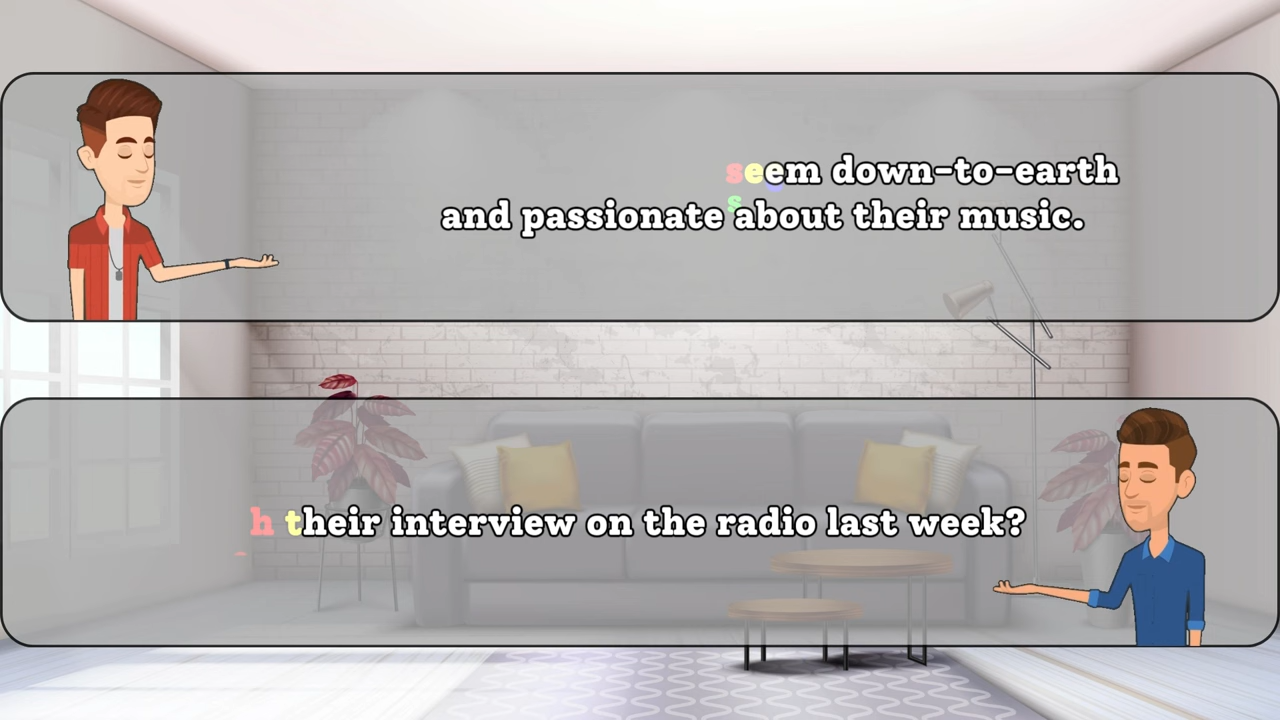 seem down-to-earth
and passionate about their music.
h their interview on the radio last week?